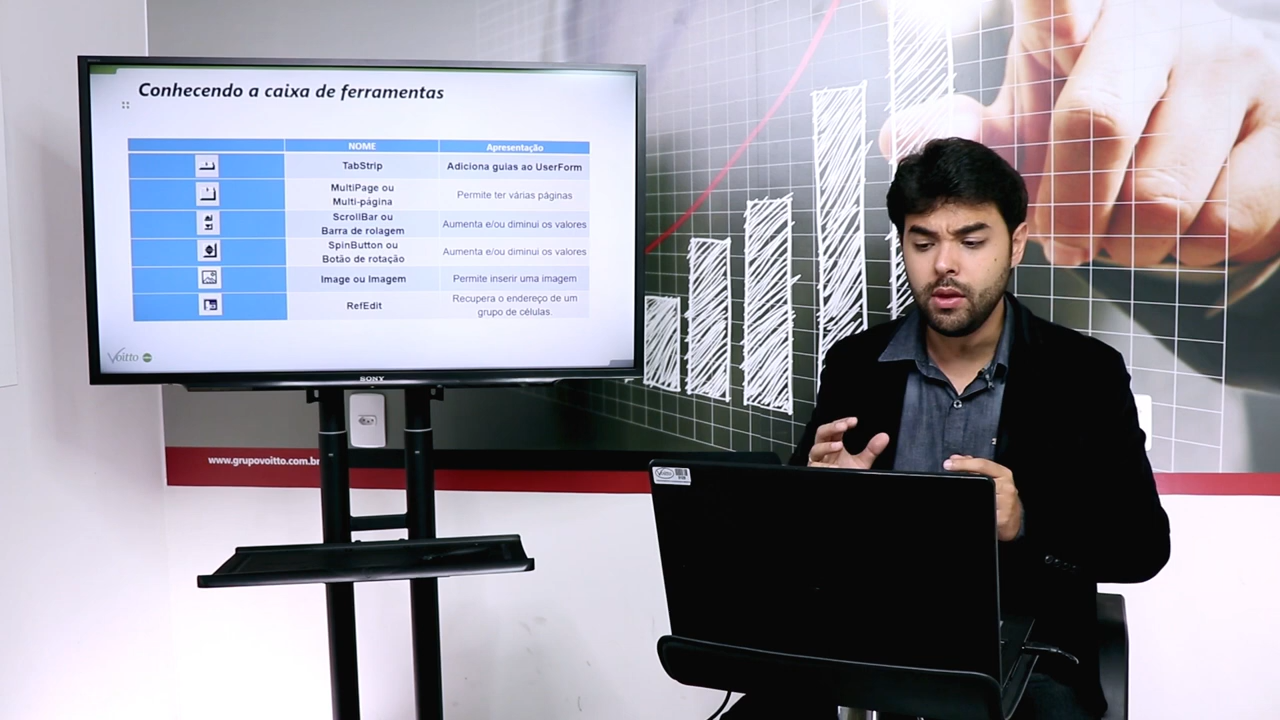 Conhecendo a caixa de ferramentas
NOME
Apresentação
TabStrip
Adiciona guias ao UserForm
MultiPage ou
Multi-página
Permite ter várias páginas
ScrollBar ou
Barra de rolagem
Aumenta e/ou diminui os valores
SpinButton ou
Botão de rotação
Aumenta e/ou diminui os valores
Image ou Imagem
Permite inserir uma imagem
RefEdit
Recupera o endereço de um
grupo de células.
Voitto
SONY
www.grupovoitto.com.br
Voitto